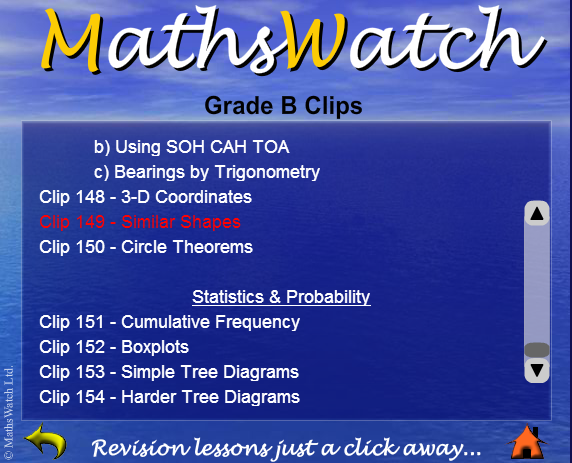 MathsWatch
Grade B Clips
b) Using SOH CAH TOA
c) Bearings by Trigonometry
Clip 148 - 3-D Coordinates
Clip 149 - Similar Shapes
Clip 150 - Circle Theorems
Statistics & Probability
Clip 151 - Cumulative Frequency
Clip 152 - Boxplots
Clip 153 - Simple Tree Diagrams
Clip 154 - Harder Tree Diagrams
© MathsWatch Ltd.
Revision lessons just a click away...